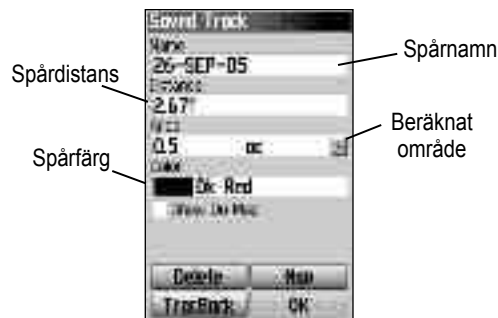 Saved Track
Name
26-SEP-05
Spårnamn
Distance
Spårdistans
2.67
Area
0.5 ac
Beräknat
område
Color
Spårfärg
Dk Red
Show On Map
Delete Map
TracBack OK